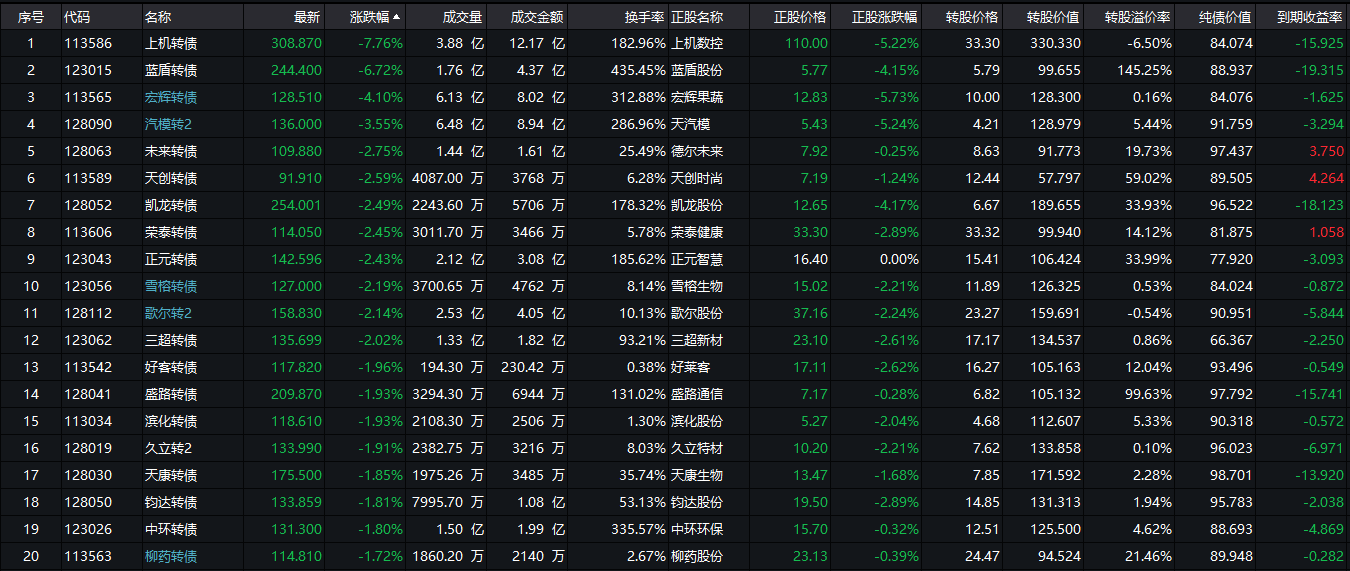 序号 代码 名称 最新 涨跌幅 成交量 成交金额 换手率 正股名称 正股价格 正股涨跌幅 转股价格 转股价值 转股溢价率 纯债价值 到期收益率
1 113586 上机转债 308.870 -7.76% 3.88 亿 12.17 亿 182.96% 上机数控 110.00 -5.22% 33.30 330.330 -6.50% 84.074 -15.925
2 123015 蓝盾转债 244.400 -6.72% 1.76 亿 4.37 亿 435.45% 蓝盾股份 5.77 -4.15% 5.79 99.655 145.25% 88.937 -19.315
3 113565 宏辉转债 128.510 -4.10% 6.13 亿 8.02 亿 312.88% 宏辉果蔬 12.83 -5.73% 10.00 128.300 0.16% 84.076 -1.625
4 128090 汽模转2 136.000 -3.55% 6.48 亿 8.94 亿 286.96% 天汽模 5.43 -5.24% 4.21 128.979 5.44% 91.759 -3.294
5 128063 未来转债 109.880 -2.75% 1.44 亿 1.61 亿 25.49% 德尔未来 7.92 -0.25% 8.63 91.773 19.73% 97.437 3.750
6 113589 天创转债 91.910 -2.59% 4087.00 万 3768 万 6.28% 天创时尚 7.19 -1.24% 12.44 57.797 59.02% 89.505 4.264
7 128052 凯龙转债 254.001 -2.49% 2243.60 万 5706 万 178.32% 凯龙股份 12.65 -4.17% 6.67 189.655 33.93% 96.522 -18.123
8 113606 荣泰转债 114.050 -2.45% 3011.70 万 3466 万 5.78% 荣泰健康 33.30 -2.89% 33.32 99.940 14.12% 81.875 1.058
9 123043 正元转债 142.596 -2.43% 2.12 亿 3.08 亿 185.62% 正元智慧 16.40 0.00% 15.41 106.424 33.99% 77.920 -3.093
10 123056 雪榕转债 127.000 -2.19% 3700.65 万 4762 万 8.14% 雪榕生物 15.02 -2.21% 11.89 126.325 0.53% 84.024 -0.872
11 128112 歌尔转2 158.830 -2.14% 2.53 亿 4.05 亿 10.13% 歌尔股份 37.16 -2.24% 23.27 159.691 -0.54% 90.951 -5.844
12 123062 三超转债 135.699 -2.02% 1.33 亿 1.82 亿 93.21% 三超新材 23.10 -2.61% 17.17 134.537 0.86% 66.367 -2.250
13 113542 好客转债 117.820 -1.96% 194.30 万 230.42 万 0.38% 好莱客 17.11 -2.62% 16.27 105.163 12.04% 93.496 -0.549
14 128041 盛路转债 209.870 -1.93% 3294.30 万 6944 万 131.02% 盛路通信 7.17 -0.28% 6.82 105.132 99.63% 97.792 -15.741
15 113034 滨化转债 118.610 -1.93% 2108.30 万 2506 万 1.30% 滨化股份 5.27 -2.04% 4.68 112.607 5.33% 90.318 -0.572
16 128019 久立转2 133.990 -1.91% 2382.75 万 3216 万 8.03% 久立特材 10.20 -2.21% 7.62 133.858 0.10% 96.023 -6.971
17 128030 天康转债 175.500 -1.85% 1975.26 万 3485 万 35.74% 天康生物 13.47 -1.68% 7.85 171.592 2.28% 98.701 -13.920
18 128050 钧达转债 133.859 -1.81% 7995.70 万 1.08 亿 53.13% 钧达股份 19.50 -2.89% 14.85 131.313 1.94% 95.783 -2.038
19 123026 中环转债 131.300 -1.80% 1.50 亿 1.99 亿 335.57% 中环环保 15.70 -0.32% 12.51 125.500 4.62% 88.693 -4.869
20 113563 柳药转债 114.810 -1.72% 1860.20 万 2140 万 2.67% 柳药股份 23.13 -0.39% 24.47 94.524 21.46% 89.948 -0.282